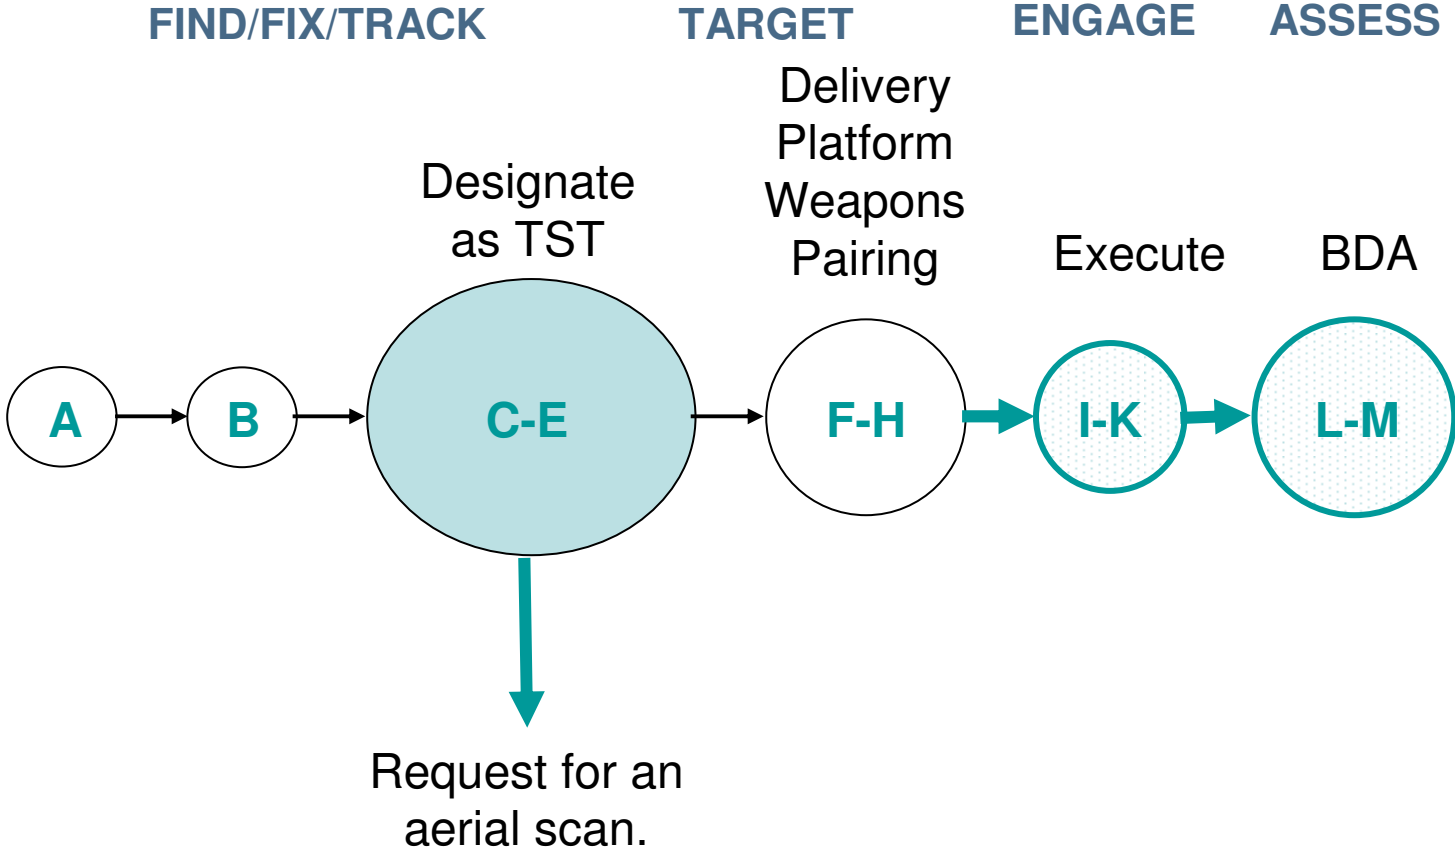 FIND/FIX/TRACK
TARGET
ENGAGE
ASSESS
Designate
as TST
Delivery
Platform
Weapons
Pairing
Execute
BDA
A
B
C-E
F-H
I-K
L-M
Request for an
aerial scan.